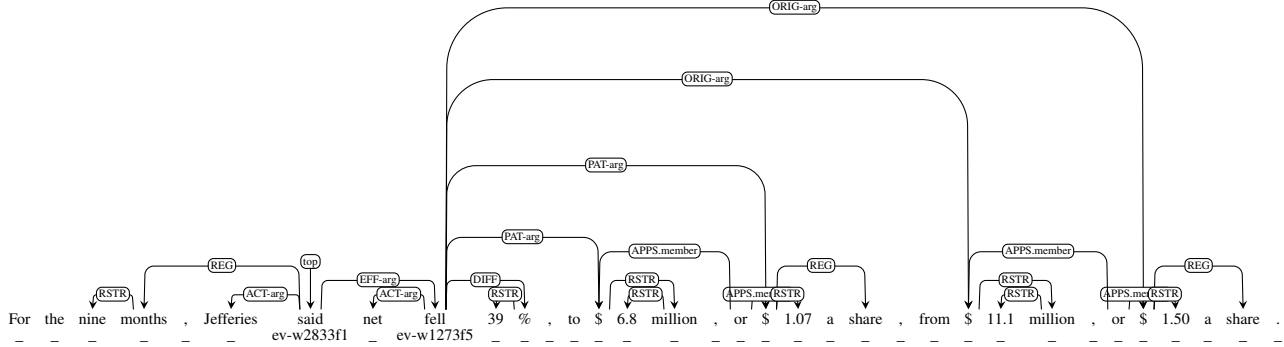 ORIG-arg
ORIG-arg
PAT-arg
PAT-arg
REG top APPS.member APPS.member
EFF-arg DIFF RSTR REG RSTR REG
RSTR ACT-arg ACT-arg RSTR RSTR APPS.mem RSTR RSTR APPS.me RSTR
For the nine months , Jefferies said net fell 39 % , to $ 6.8 million , or $ 1.07 a share , from $ 11.1 million , or $ 1.50 a share .
_ _ _ _ _ _ ev-w2833f1 _ ev-w1273f5 _ _ _ _ _ _ _ _ _ _ _ _ _ _ _ _ _ _ _ _ _ _ _ _ _